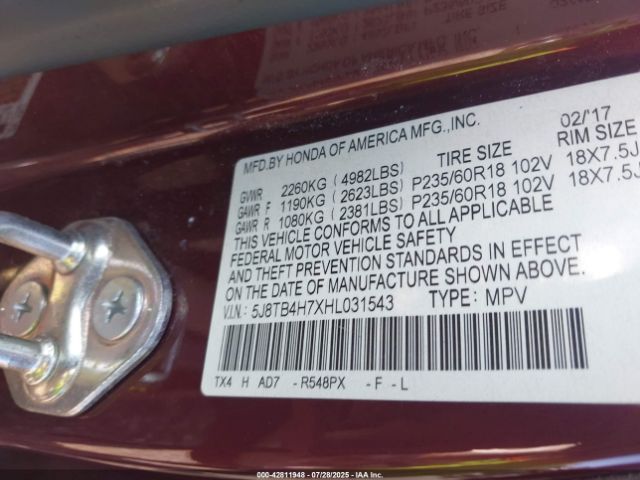 MFD.BY HONDA OF AMERICA MFG.,INC. 02/'17
TIRE SIZE RIM SIZE
GVWR 2260KG ( 4982LBS)
GAWR F 1190KG ( 2623LBS) P235/60R18 102V 18X7.5J
GAWR R 1080KG ( 2381LBS) P235/60R18 102V 18X7.5J
THIS VEHICLE CONFORMS TO ALL APPLICABLE
FEDERAL MOTOR VEHICLE SAFETY
AND THEFT PREVENTION STANDARDS IN EFFECT
ON THE DATE OF MANUFACTURE SHOWN ABOVE.
V.I.N.: 5J8TB4H7XHL031543 TYPE: MPV
TX4 H AD7 - R548PX - F - L
000-42811948 | 07/28/2025 | IAA Inc.